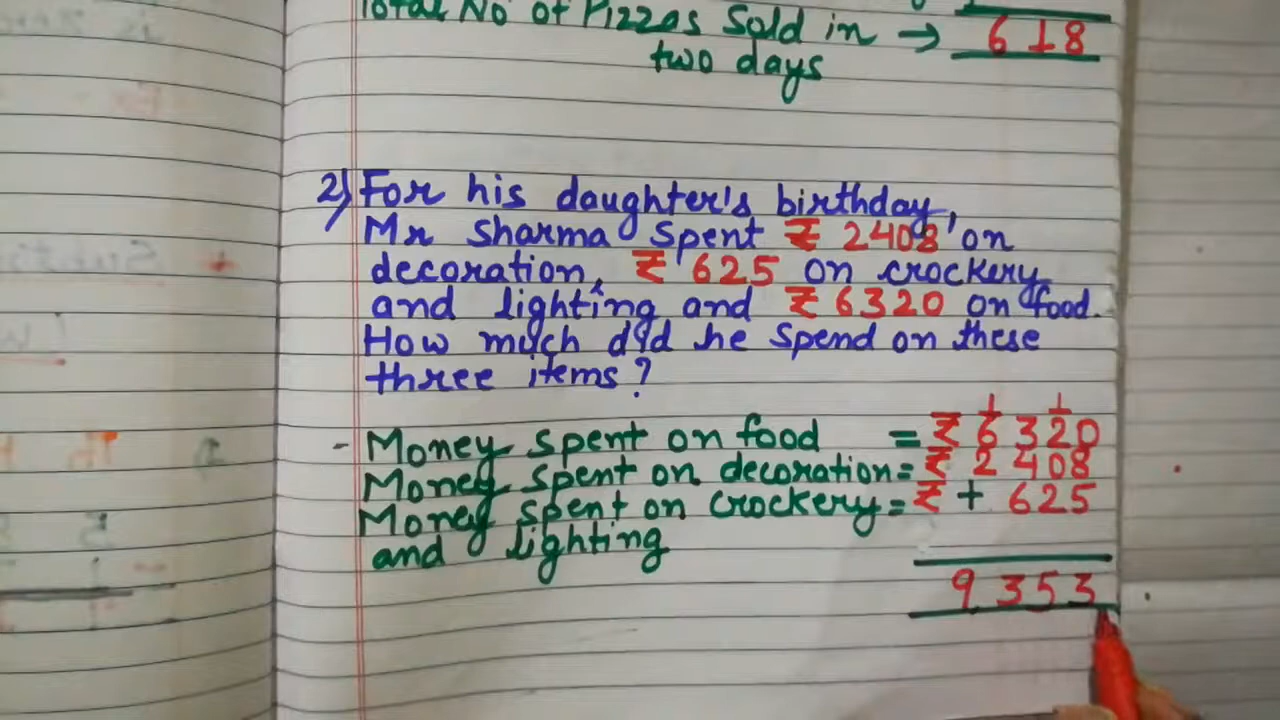 Total No of Pizzas Sold in → 618
two days
2) For his daughter's birthday,
Mr Sharma Spent ₹ 2408 on
decoration, ₹ 625 on crockery
and lighting and ₹ 6320 on food.
How much did he spend on these
three items?
1 1
- Money spent on food = ₹ 6320
Money spent on decoration = ₹ 2408
Money spent on crockery = ₹ + 625
and lighting
9353